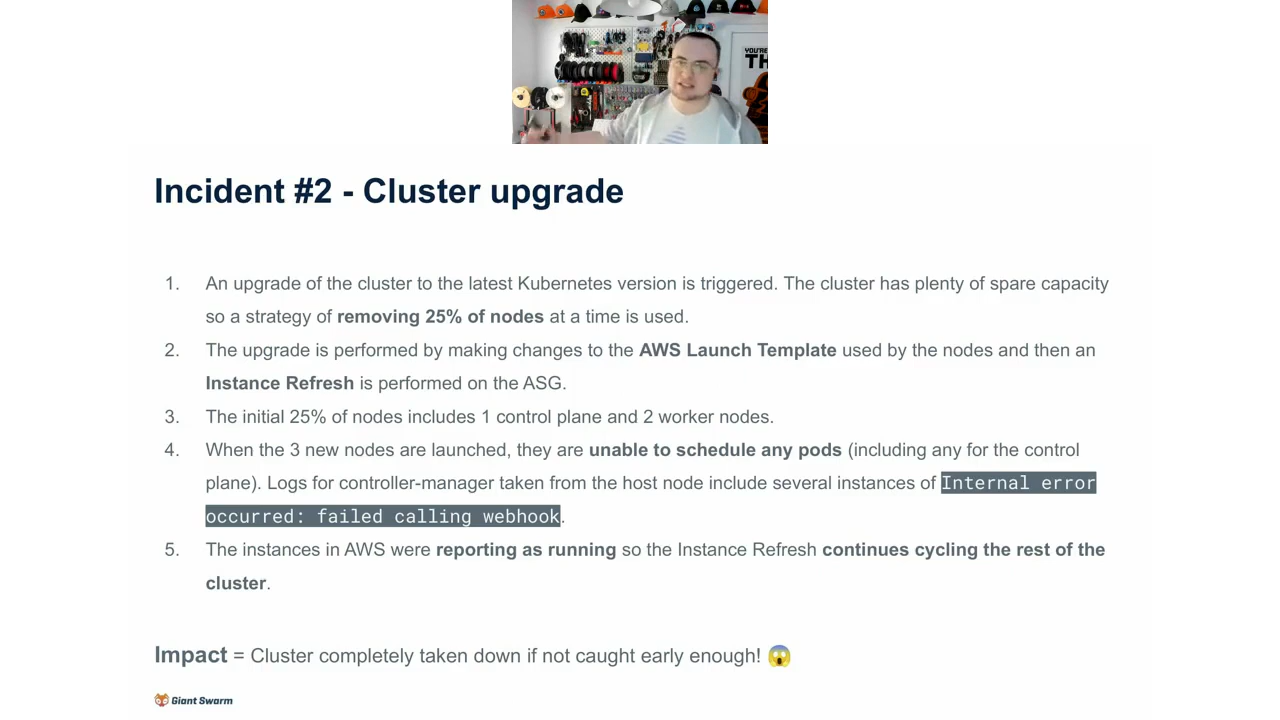 YOU'RE
TH
Incident #2 - Cluster upgrade
1. An upgrade of the cluster to the latest Kubernetes version is triggered. The cluster has plenty of spare capacity
so a strategy of removing 25% of nodes at a time is used.
2. The upgrade is performed by making changes to the AWS Launch Template used by the nodes and then an
Instance Refresh is performed on the ASG.
3. The initial 25% of nodes includes 1 control plane and 2 worker nodes.
4. When the 3 new nodes are launched, they are unable to schedule any pods (including any for the control
plane). Logs for controller-manager taken from the host node include several instances of Internal error
occurred: failed calling webhook.
5. The instances in AWS were reporting as running so the Instance Refresh continues cycling the rest of the
cluster.
Impact = Cluster completely taken down if not caught early enough! 😱
Giant Swarm